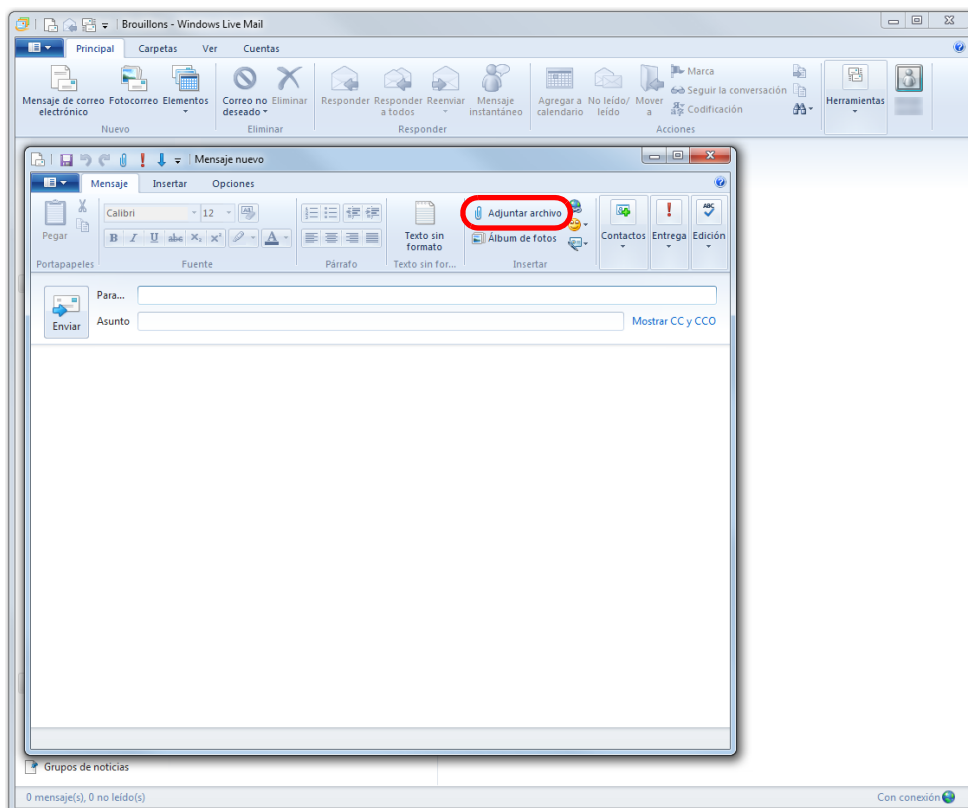 Brouillons - Windows Live Mail
Principal Carpetas Ver Cuentas
Mensaje de correo electrónico
Fotocorreo
Elementos
Correo no deseado
Eliminar
Responder
Responder a todos
Reenviar
Mensaje instantáneo
Agregar a calendario
No leído/ leído
Mover a
Marca
Seguir la conversación
Codificación
Herramientas
Nuevo Eliminar Responder Acciones
Mensaje nuevo
Mensaje Insertar Opciones
Pegar
Calibri 12
B I U abc X₂ X² A
Texto sin formato
Adjuntar archivo
Álbum de fotos
Contactos Entrega Edición
ABC
Portapapeles Fuente Párrafo Texto sin for... Insertar
Para...
Enviar
Asunto
Mostrar CC y CCO
Grupos de noticias
0 mensaje(s), 0 no leído(s)
Con conexión